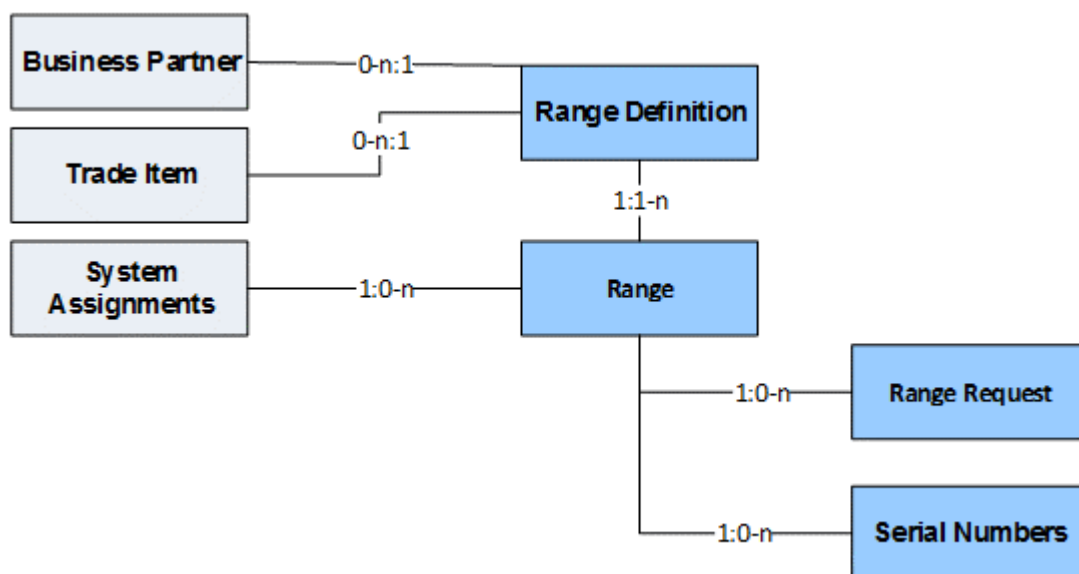 Business Partner
0-n:1
Range Definition
Trade Item
0-n:1
1:1-n
System
Assignments
1:0-n
Range
1:0-n
Range Request
1:0-n
Serial Numbers